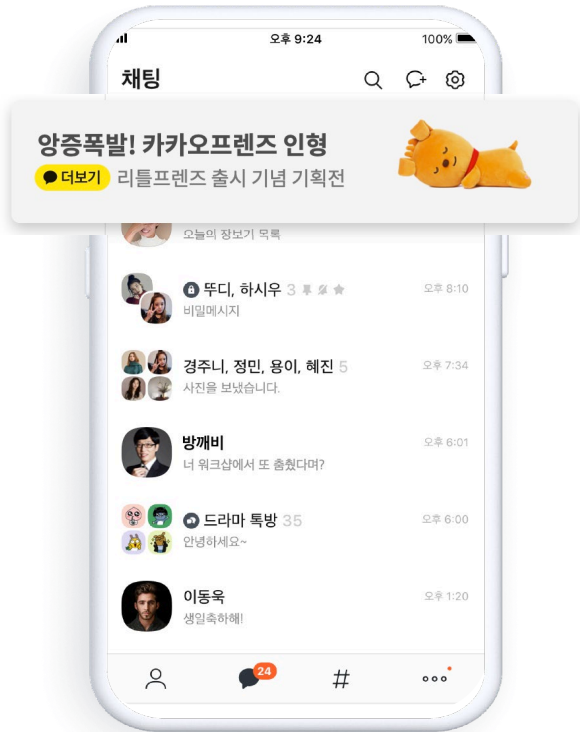 오후 9:24
100%
채팅
앙증폭발! 카카오프렌즈 인형
더보기 리틀프렌즈 출시 기념 기획전
오늘의 장보기 목록
뚜디, 하시우 3
오후 8:10
비밀메시지
경주니, 정민, 용이, 혜진 5
오후 7:34
사진을 보냈습니다.
방깨비
오후 6:01
너 워크샵에서 또 춤췄다며?
드라마 톡방 35
오후 6:00
안녕하세요~
이동욱
오후 1:20
생일축하해!
24
#